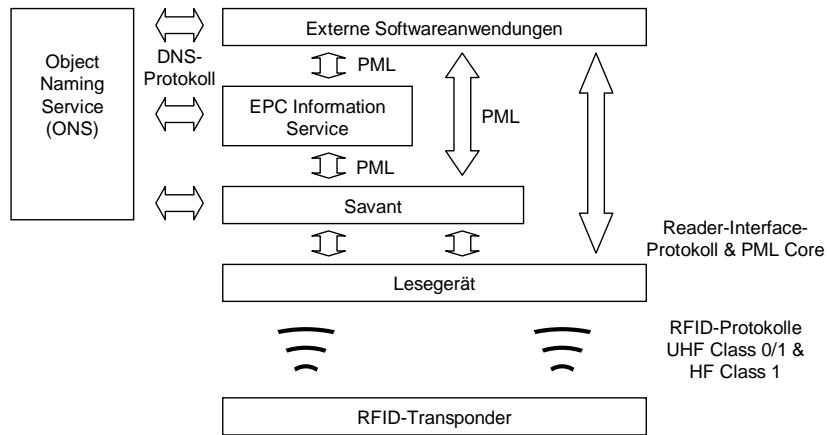 Object
Naming
Service
(ONS)
DNS-
Protokoll
Externe Softwareanwendungen
PML
EPC Information
Service
PML
PML
Savant
Reader-Interface-
Protokoll & PML Core
Lesegerät
RFID-Protokolle
UHF Class 0/1 &
HF Class 1
RFID-Transponder